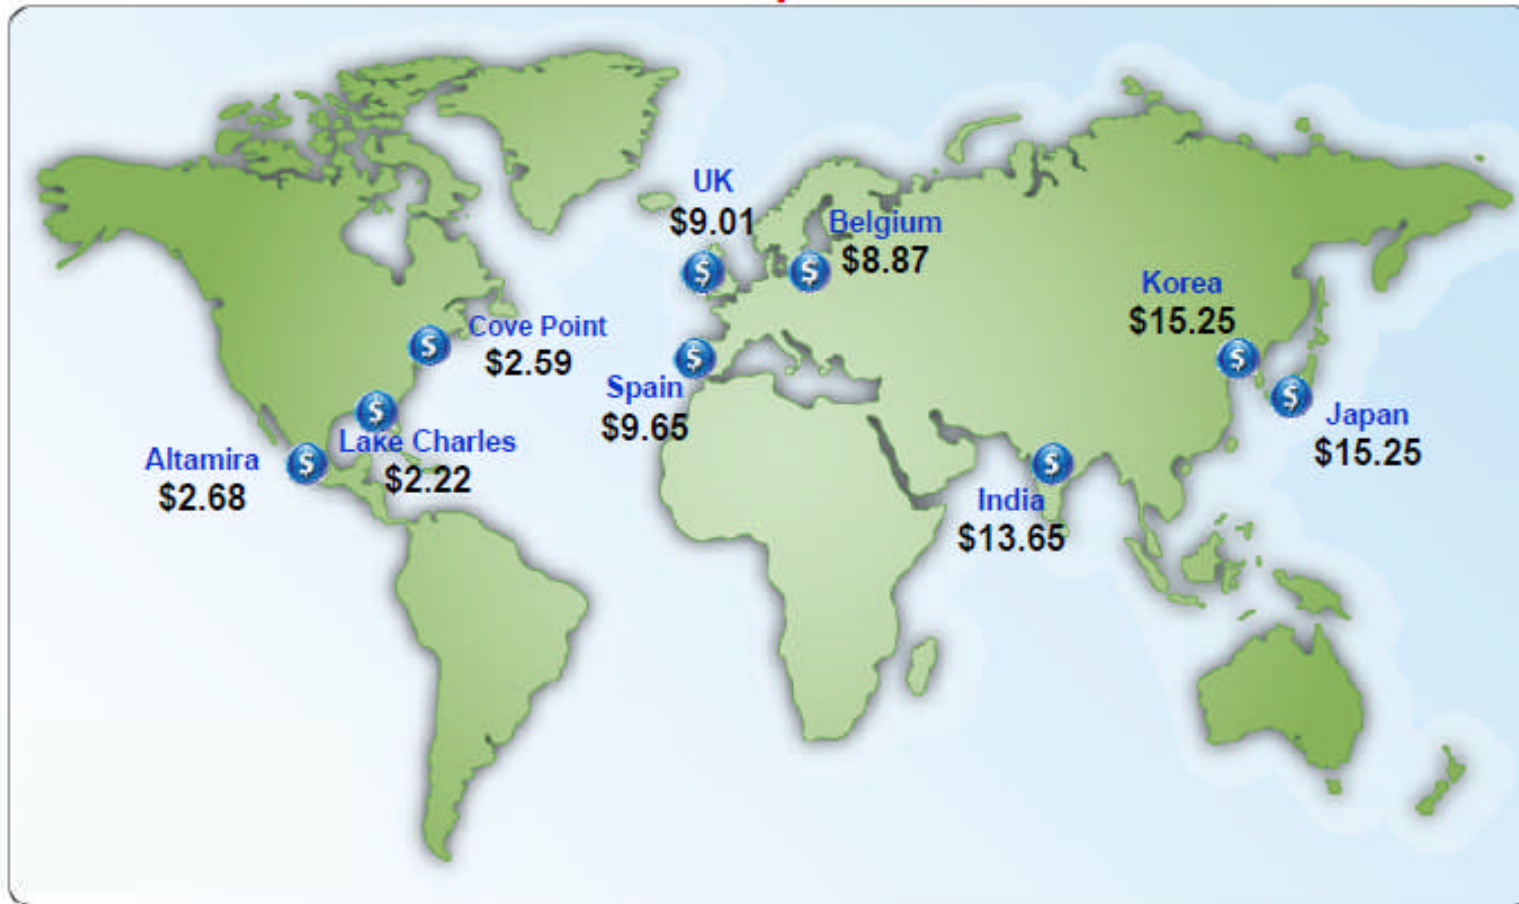 UK
$9.01
Belgium
$8.87
Korea
$15.25
Cove Point
$2.59
Spain
$9.65
Japan
$15.25
Lake Charles
$2.22
Altamira
$2.68
India
$13.65
$
$
$
$
$
$
$
$
$